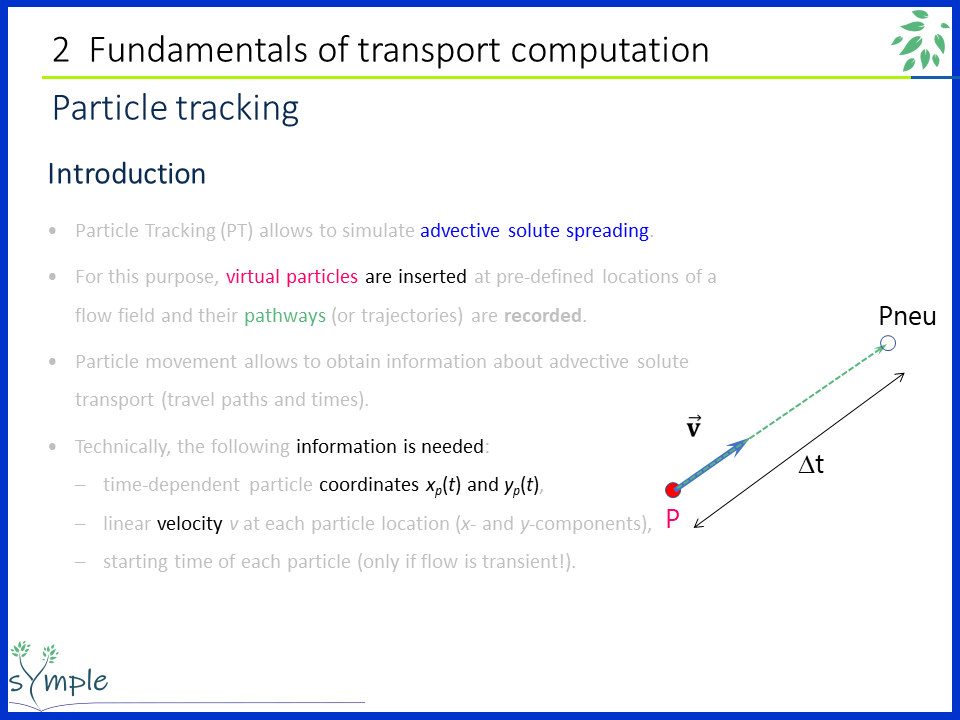 2 Fundamentals of transport computation
Particle tracking
Introduction
• Particle Tracking (PT) allows to simulate advective solute spreading.
• For this purpose, virtual particles are inserted at pre-defined locations of a
flow field and their pathways (or trajectories) are recorded.
• Particle movement allows to obtain information about advective solute
transport (travel paths and times).
• Technically, the following information is needed:
– time-dependent particle coordinates xp(t) and yp(t),
– linear velocity v at each particle location (x- and y-components),
– starting time of each particle (only if flow is transient!).
Pneu
v⃗
Δt
P
sYmple